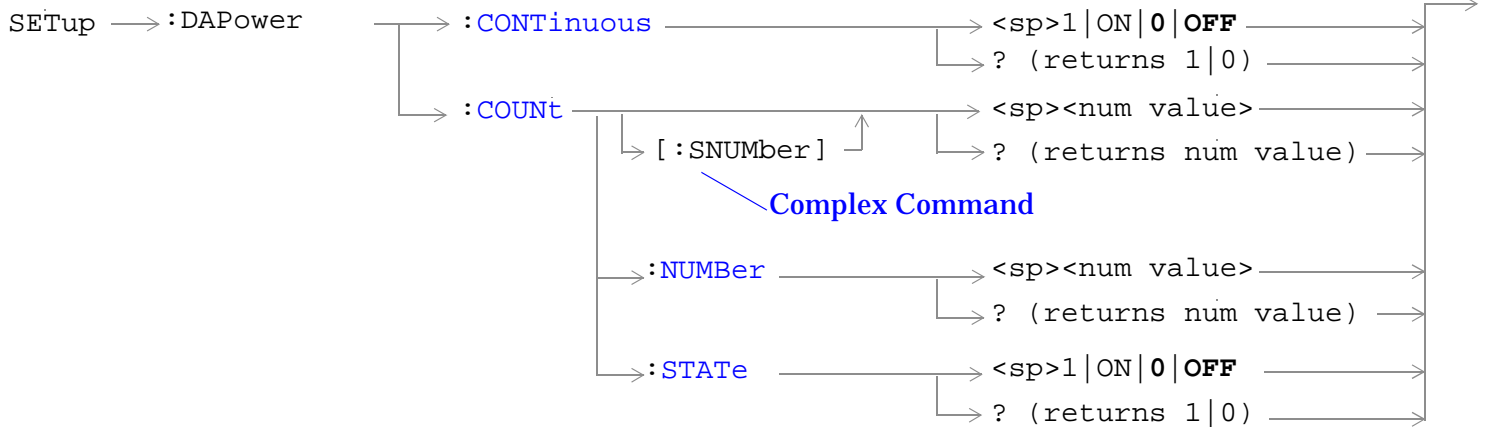 SETup :DAPower :CONTinuous <sp>1|ON|0|OFF
? (returns 1|0)
:COUNt <sp><num value>
[:SNUMber] ? (returns num value)
Complex Command
:NUMBer <sp><num value>
? (returns num value)
:STATe <sp>1|ON|0|OFF
? (returns 1|0)